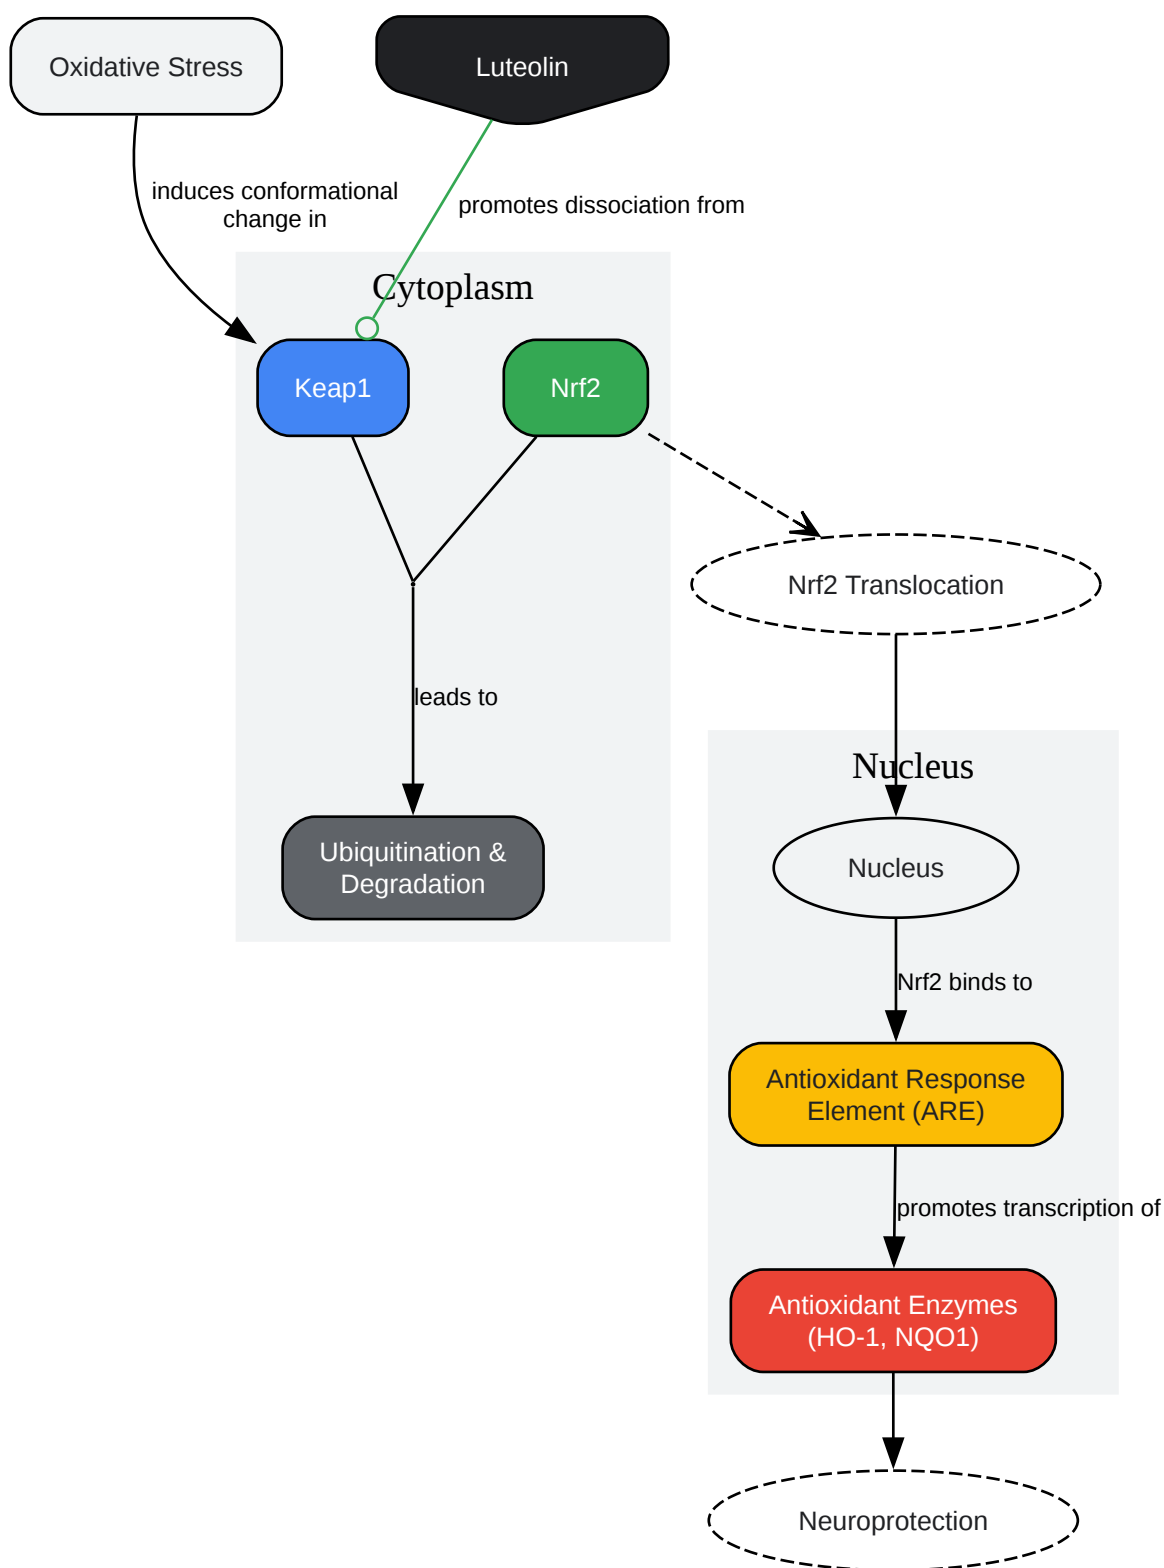 Oxidative Stress
Luteolin
induces conformational
change in
promotes dissociation from
Cytoplasm
Keap1
Nrf2
Nrf2 Translocation
leads to
Nucleus
Ubiquitination &
Degradation
Nucleus
Nrf2 binds to
Antioxidant Response
Element (ARE)
promotes transcription of
Antioxidant Enzymes
(HO-1, NQO1)
Neuroprotection